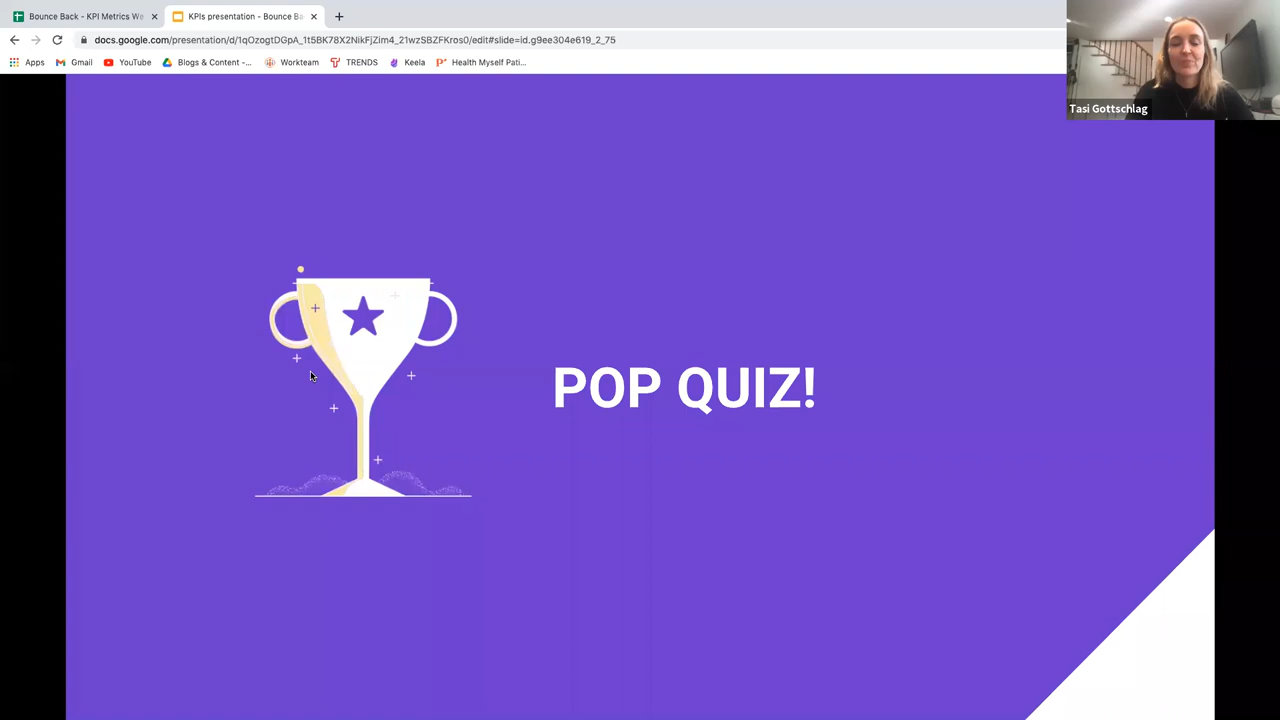 Bounce Back - KPI Metrics We
KPIs presentation - Bounce Ba
docs.google.com/presentation/d/1qOzogtDGpA_1t5BK78X2NikFjZim4_21wzSBZFKros0/edit#slide=id.g9ee304e619_2_75
Apps Gmail YouTube Blogs & Content -... Workteam TRENDS Keela Health Myself Pati...
Tasi Gottschlag
POP QUIZ!